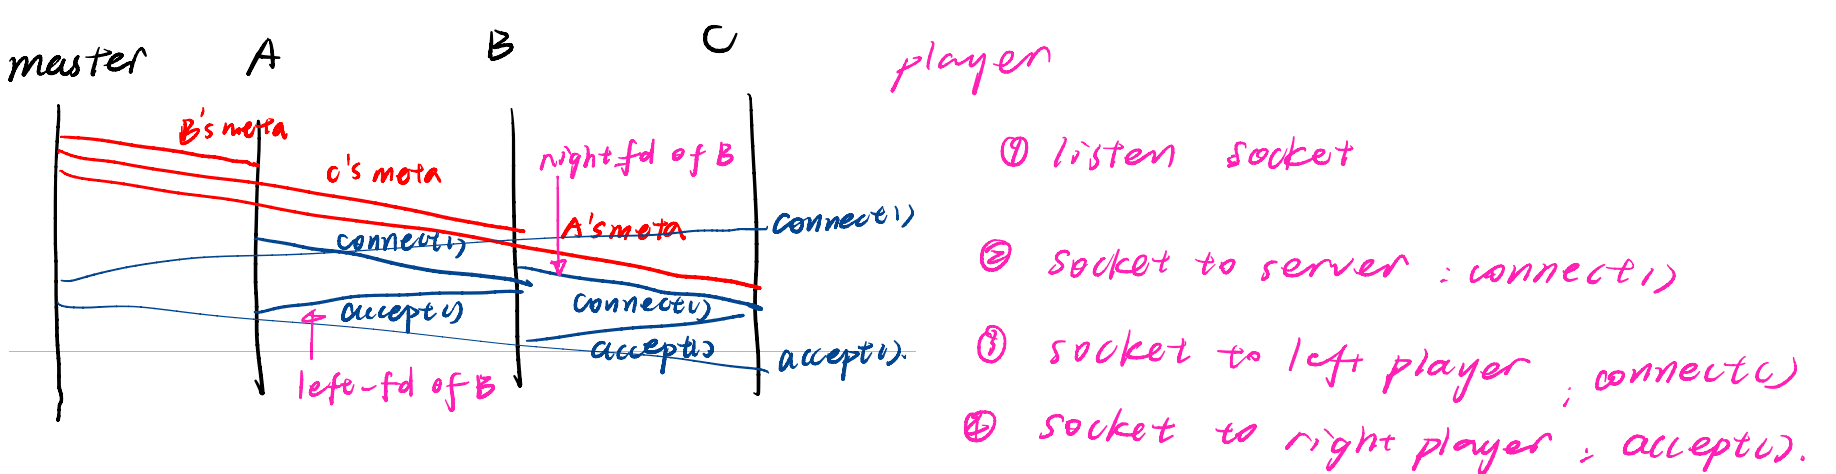 master A B C
B's meta
C's meta
right-fd of B
A's meta
connect()
connect()
connect()
accept()
accept()
accept().
left-fd of B
player
① listen socket
② socket to server : connect()
③ socket to left player : connect()
④ socket to right player : accept().